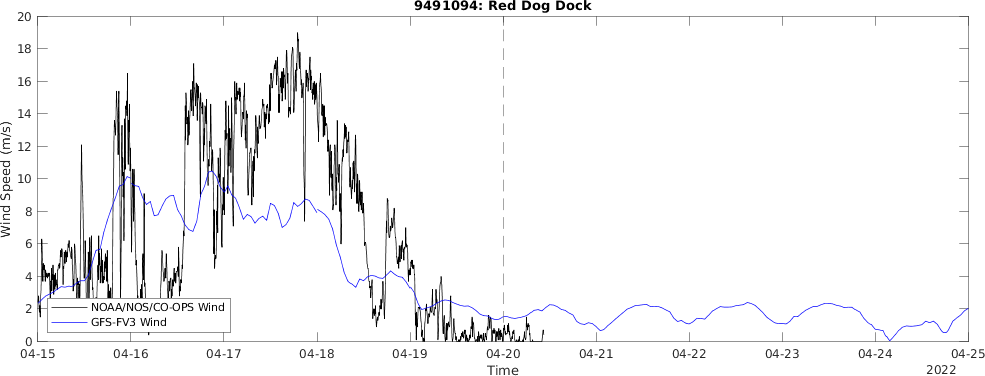 9491094: Red Dog Dock
Wind Speed (m/s)
20
18
16
14
12
10
8
6
4
2
0
NOAA/NOS/CO-OPS Wind
GFS-FV3 Wind
04-15 04-16 04-17 04-18 04-19 04-20 04-21 04-22 04-23 04-24 04-25
Time
2022